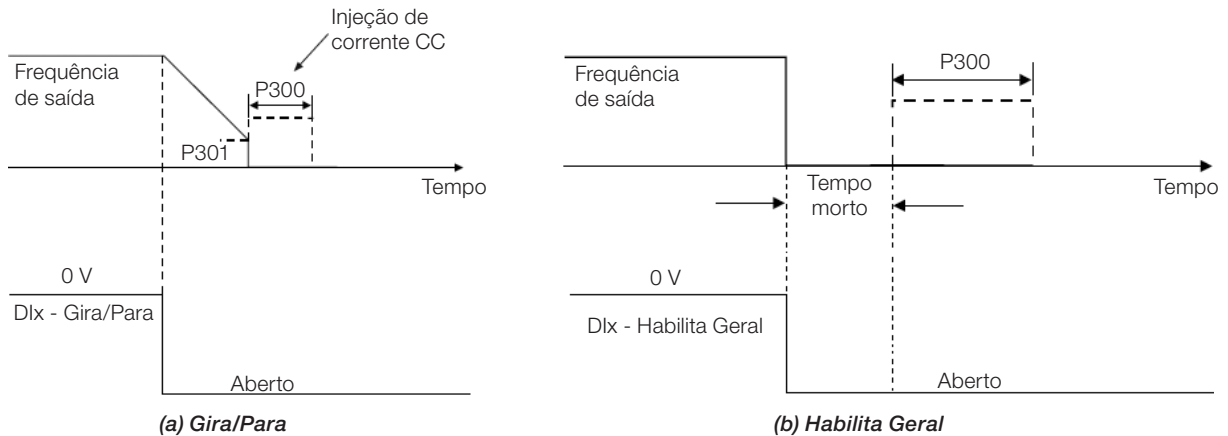 Injeção de
corrente CC
Frequência
de saída
P300
P301
Tempo
0 V
DIx - Gira/Para
Aberto
(a) Gira/Para
P300
Frequência
de saída
Tempo
morto
Tempo
0 V
DIx - Habilita Geral
Aberto
(b) Habilita Geral